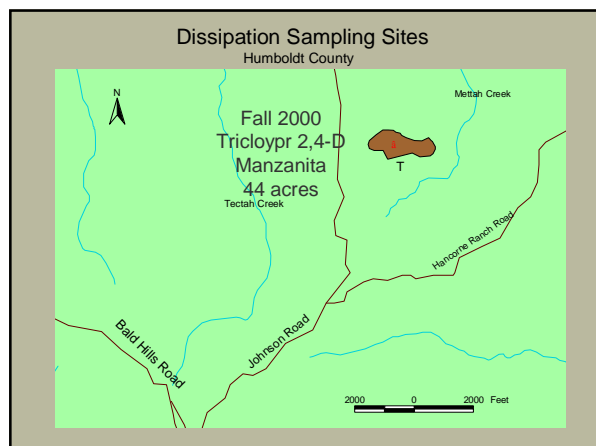 Dissipation Sampling Sites
Humboldt County
N
Mettah Creek
Fall 2000
Tricloypr 2,4-D
Manzanita
44 acres
T
Tectah Creek
Hancorne Ranch Road
Johnson Road
Bald Hills Road
2000 0 2000 Feet